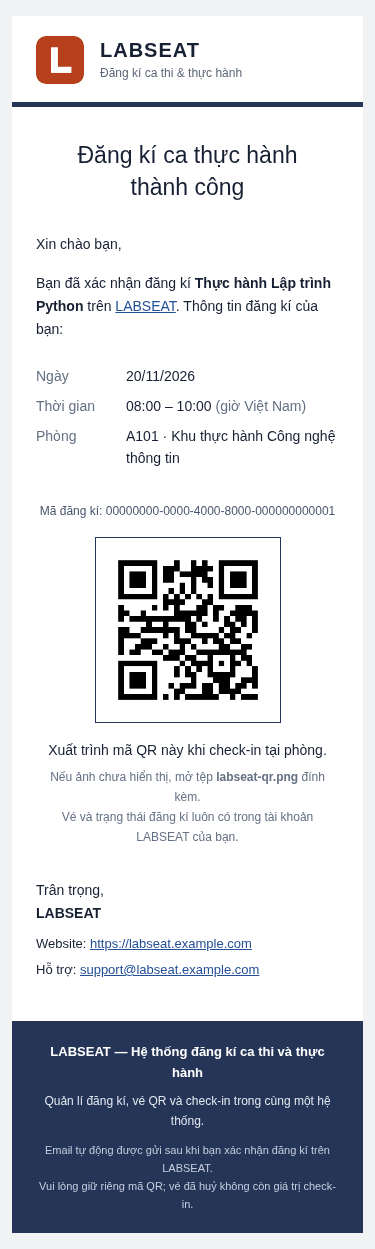 L
LABSEAT
Đăng kí ca thi & thực hành
Đăng kí ca thực hành
thành công
Xin chào bạn,
Bạn đã xác nhận đăng kí Thực hành Lập trình
Python trên LABSEAT. Thông tin đăng kí của
bạn:
Ngày 20/11/2026
Thời gian 08:00 – 10:00 (giờ Việt Nam)
Phòng A101 · Khu thực hành Công nghệ
thông tin
Mã đăng kí: 00000000-0000-4000-8000-000000000001
Xuất trình mã QR này khi check-in tại phòng.
Nếu ảnh chưa hiển thị, mở tệp labseat-qr.png đính
kèm.
Vé và trạng thái đăng kí luôn có trong tài khoản
LABSEAT của bạn.
Trân trọng,
LABSEAT
Website: https://labseat.example.com
Hỗ trợ: support@labseat.example.com
LABSEAT — Hệ thống đăng kí ca thi và thực
hành
Quản lí đăng kí, vé QR và check-in trong cùng một hệ
thống.
Email tự động được gửi sau khi bạn xác nhận đăng kí trên
LABSEAT.
Vui lòng giữ riêng mã QR; vé đã huỷ không còn giá trị check-
in.